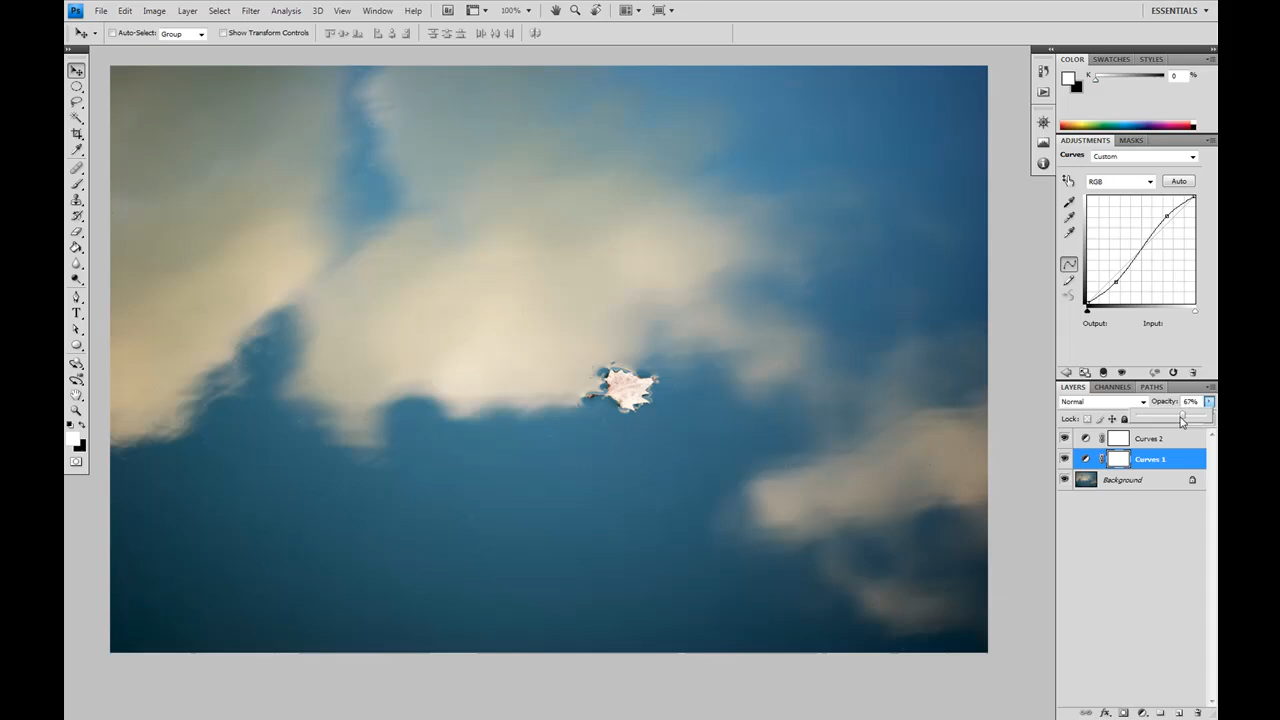 Ps File Edit Image Layer Select Filter Analysis 3D View Window Help Br 100% ESSENTIALS
Auto-Select: Group Show Transform Controls
COLOR SWATCHES STYLES
K 0 %
ADJUSTMENTS MASKS
Curves Custom
RGB Auto
Output: Input:
LAYERS CHANNELS PATHS
Normal Opacity: 67%
Lock:
Curves 2
Curves 1
Background